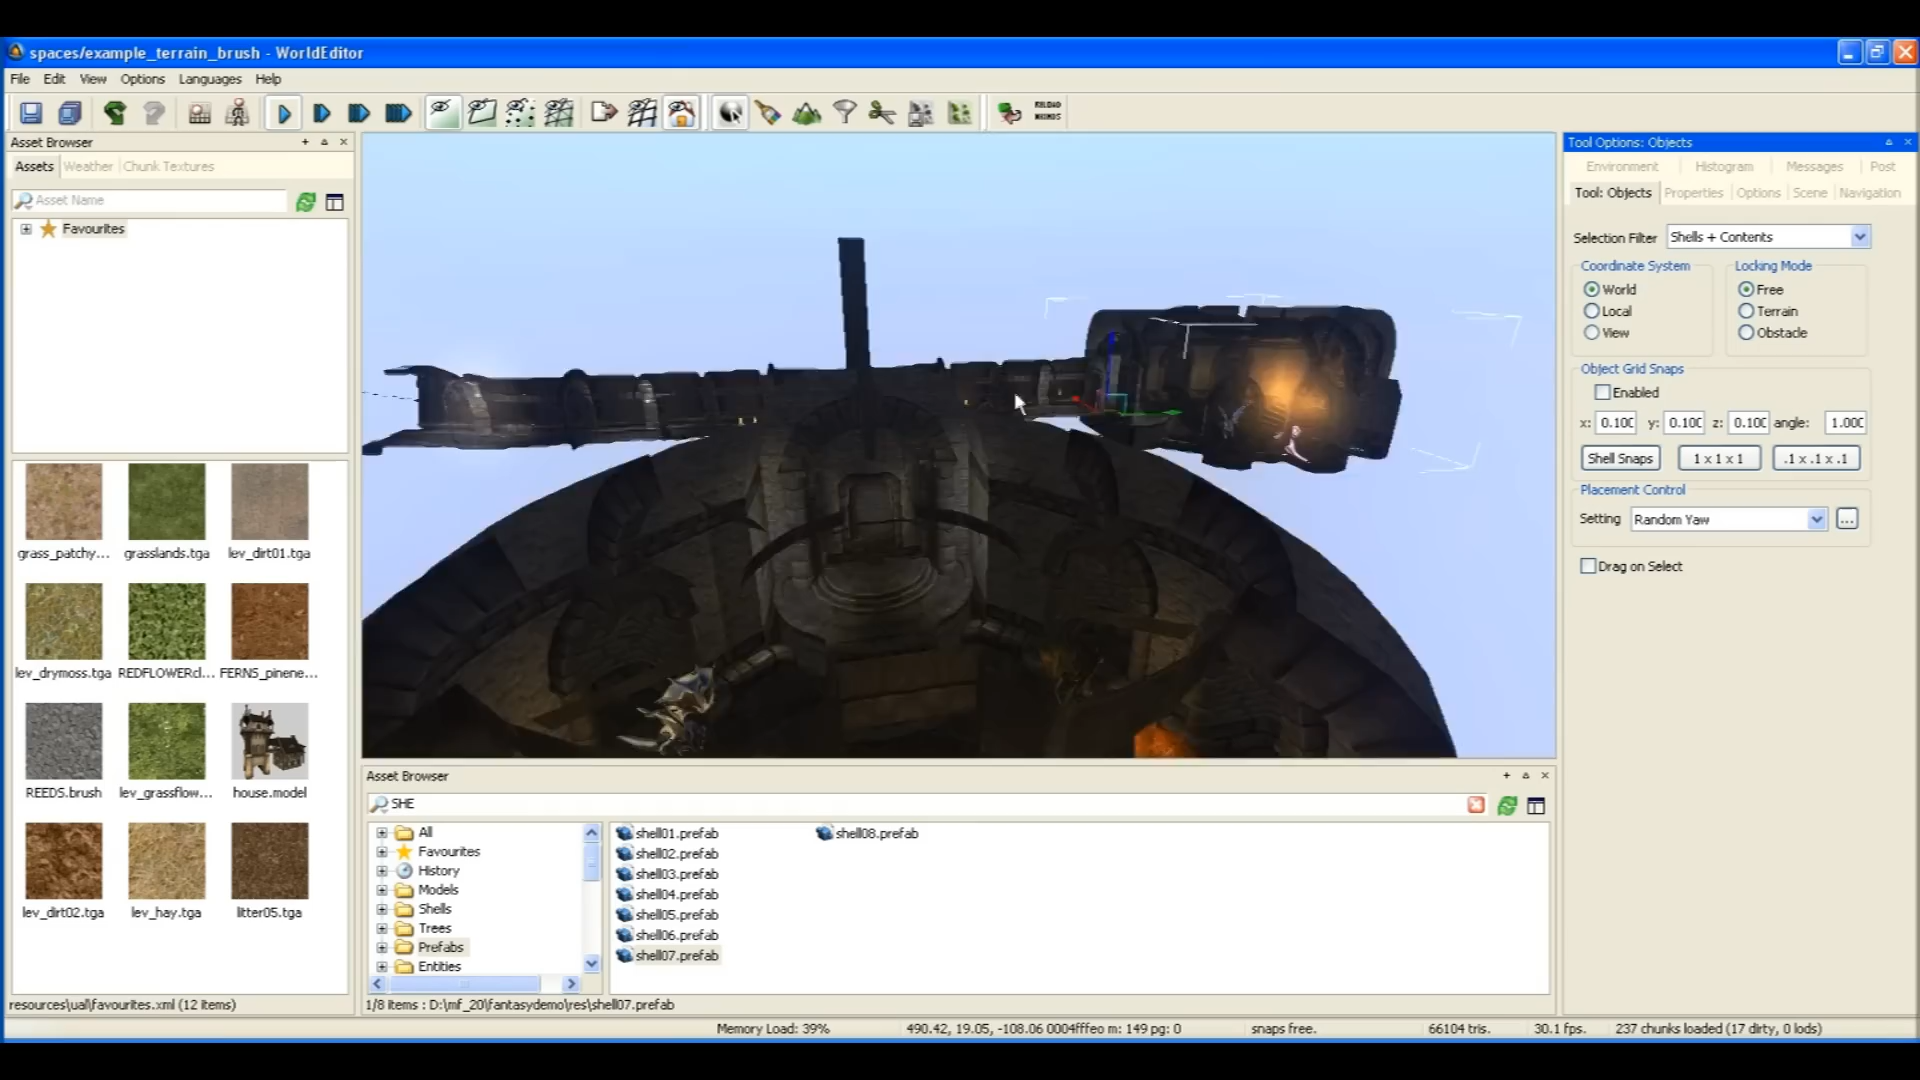 spaces/example_terrain_brush - WorldEditor
File Edit View Options Languages Help
RELOAD
Asset Browser
Assets Weather Chunk Textures
Asset Name
Favourites
grass_patchy... grasslands.tga lev_dirt01.tga
lev_drymoss.tga REDFLOWERcl... FERNS_pinene...
REEDS.brush lev_grassflow... house.model
lev_dirt02.tga lev_hay.tga litter05.tga
resources\ual\favourites.xml (12 items)
Asset Browser
SHE
All
Favourites
History
Models
Shells
Trees
Prefabs
Entities
shell01.prefab
shell02.prefab
shell03.prefab
shell04.prefab
shell05.prefab
shell06.prefab
shell07.prefab
shell08.prefab
1/8 items : D:\mf_20\fantasydemo\res\shell07.prefab
Tool Options: Objects
Environment Histogram Messages Post
Tool: Objects Properties Options Scene Navigation
Selection Filter Shells + Contents
Coordinate System
World
Local
View
Locking Mode
Free
Terrain
Obstacle
Object Grid Snaps
Enabled
x: 0.100 y: 0.100 z: 0.100 angle: 1.000
Shell Snaps 1 x 1 x 1 .1 x .1 x .1
Placement Control
Setting Random Yaw ...
Drag on Select
Memory Load: 39% 490.42, 19.05, -108.06 0004fffeo m: 149 pg: 0 snaps free. 66104 tris. 30.1 fps. 237 chunks loaded (17 dirty, 0 lods)